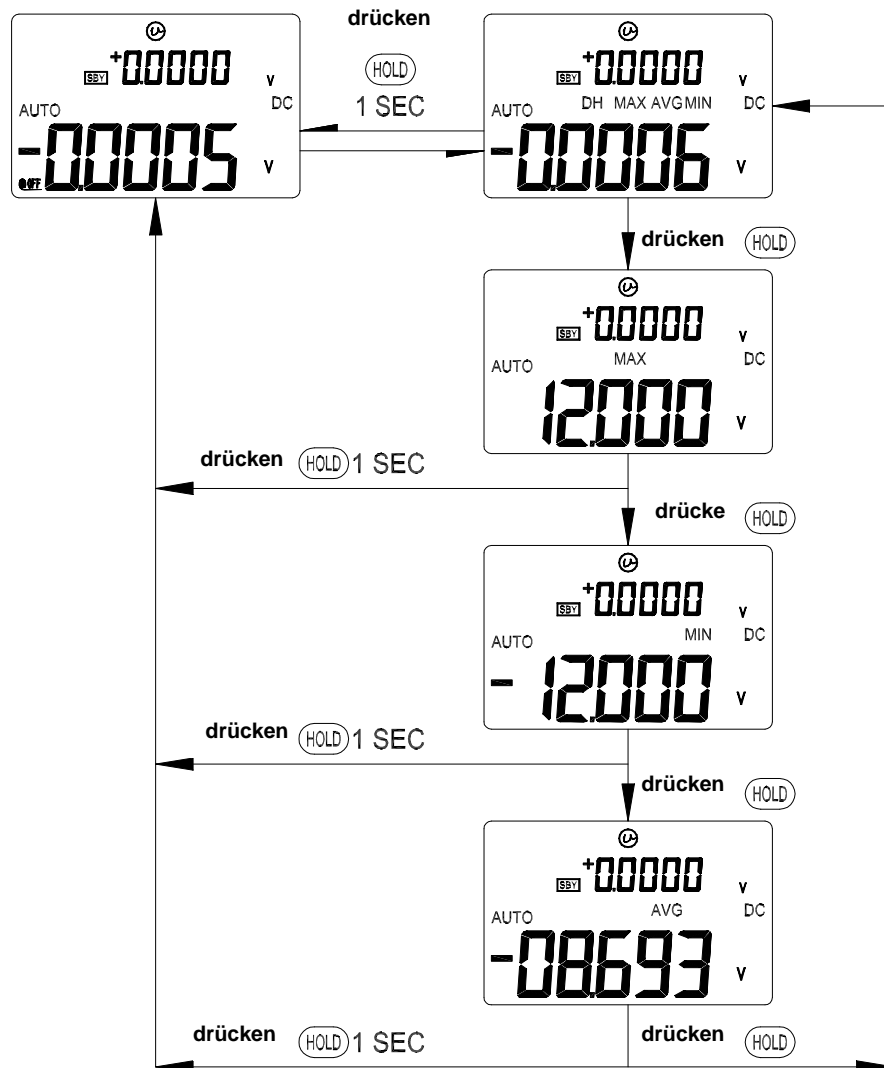 drücken
HOLD
1 SEC
SBY +0.0000 V
AUTO DC
-0.0005 V
OFF
SBY +0.0000 V
AUTO DH MAX AVG MIN DC
-0.0006 V
drücken HOLD
SBY +0.0000 V
AUTO MAX DC
12.000 V
drücken HOLD 1 SEC
drücke HOLD
SBY +0.0000 V
AUTO MIN DC
-12.000 V
drücken HOLD 1 SEC
drücken HOLD
SBY +0.0000 V
AUTO AVG DC
-08.693 V
drücken HOLD 1 SEC
drücken HOLD